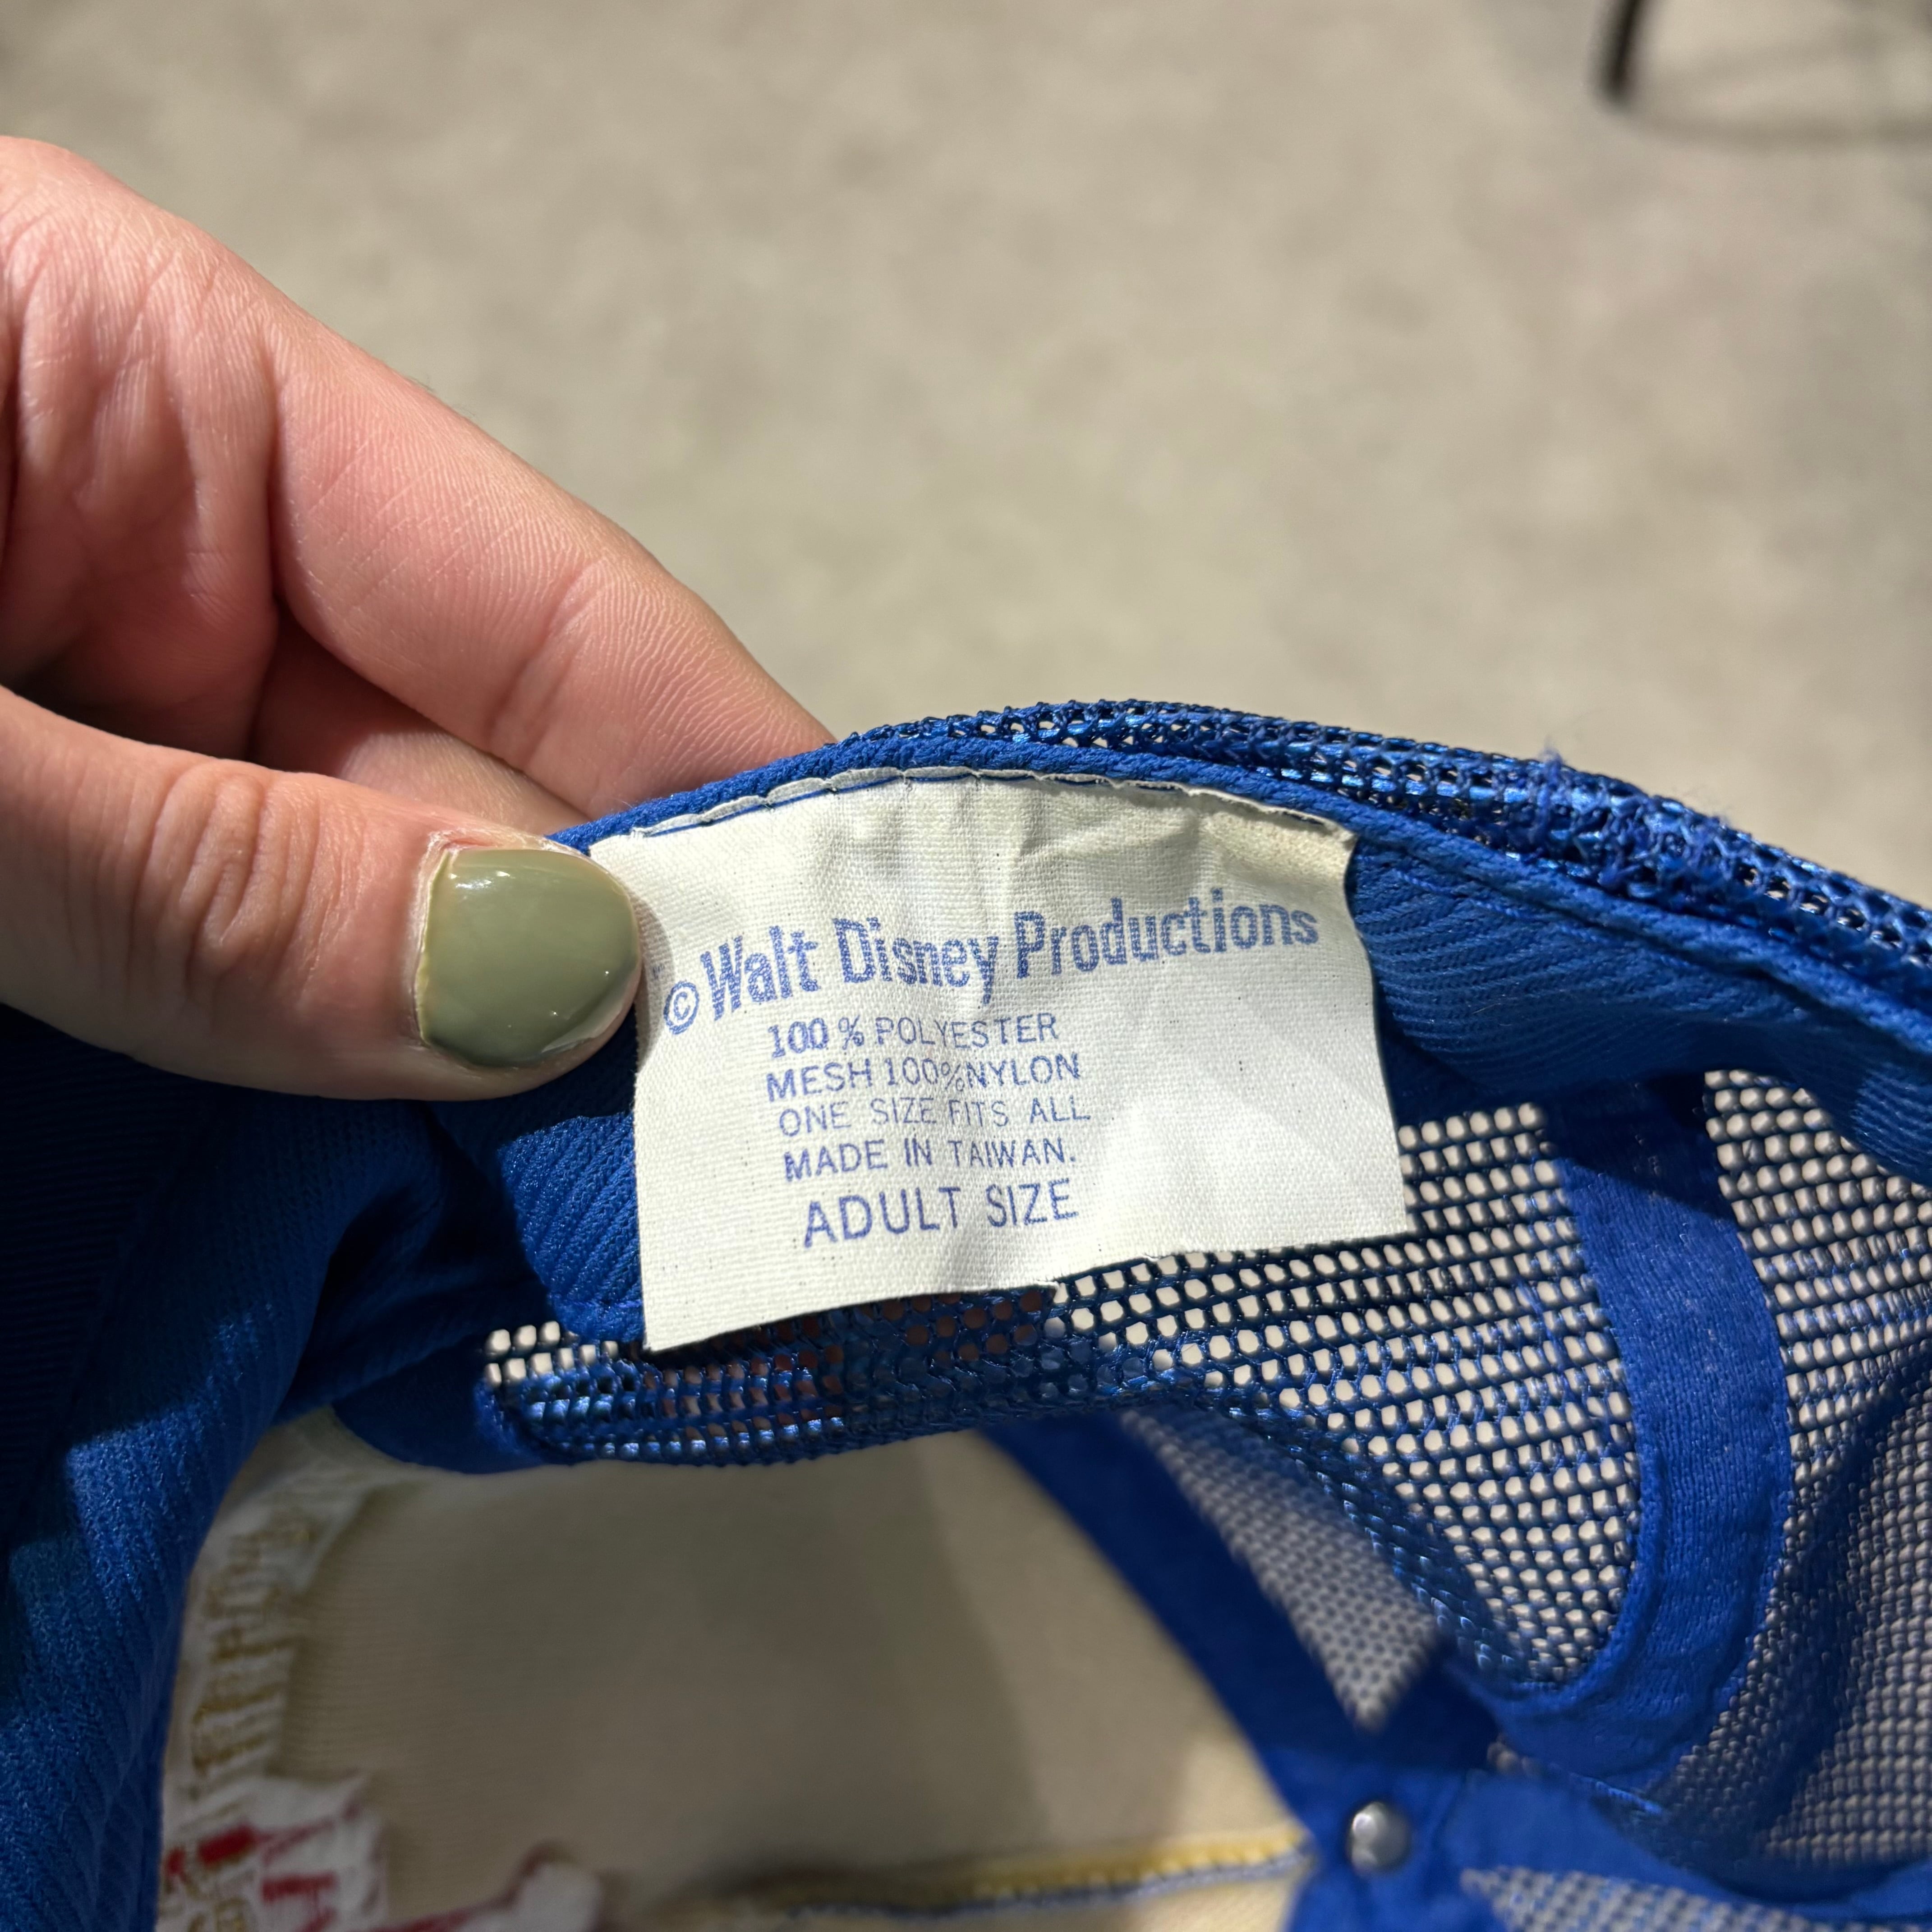 © Walt Disney Productions
100% POLYESTER
MESH 100% NYLON
ONE SIZE FITS ALL
MADE IN TAIWAN.
ADULT SIZE